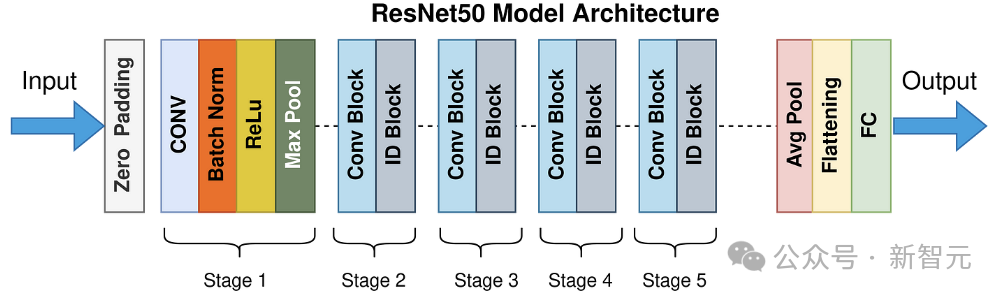 ResNet50 Model Architecture
Input
Zero Padding
CONV
Batch Norm
ReLu
Max Pool
Conv Block
ID Block
Conv Block
ID Block
Conv Block
ID Block
Conv Block
ID Block
Avg Pool
Flattening
FC
Output
Stage 1
Stage 2
Stage 3
Stage 4
Stage 5
公众号 · 新智元